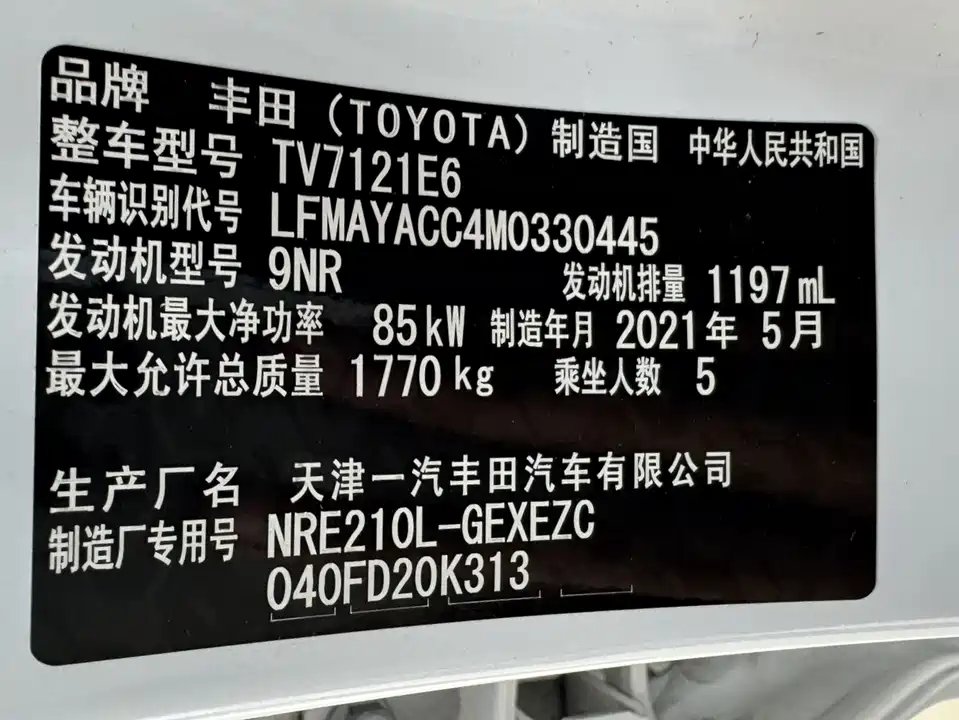 品牌 丰田（TOYOTA）制造国 中华人民共和国
整车型号 TV7121E6
车辆识别代号 LFMAYACC4M0330445
发动机型号 9NR 发动机排量 1197mL
发动机最大净功率 85kW 制造年月 2021年5月
最大允许总质量 1770kg 乘坐人数 5
生产厂名 天津一汽丰田汽车有限公司
制造厂专用号 NRE210L-GEXEZC
040FD20K313